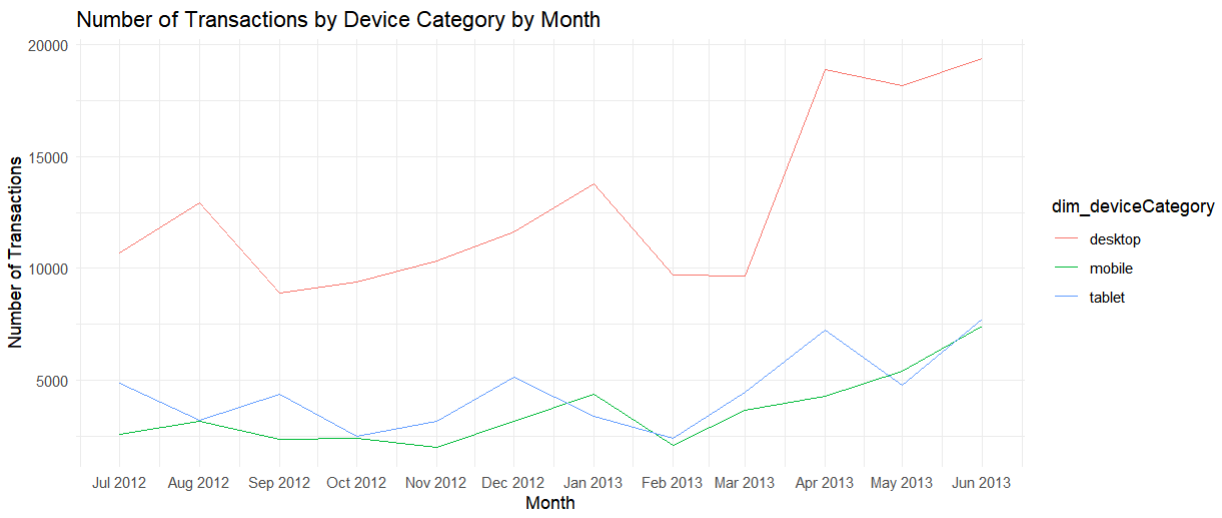 Number of Transactions by Device Category by Month
Number of Transactions
20000
15000
10000
5000
Jul 2012 Aug 2012 Sep 2012 Oct 2012 Nov 2012 Dec 2012 Jan 2013 Feb 2013 Mar 2013 Apr 2013 May 2013 Jun 2013
Month
dim_deviceCategory
desktop
mobile
tablet